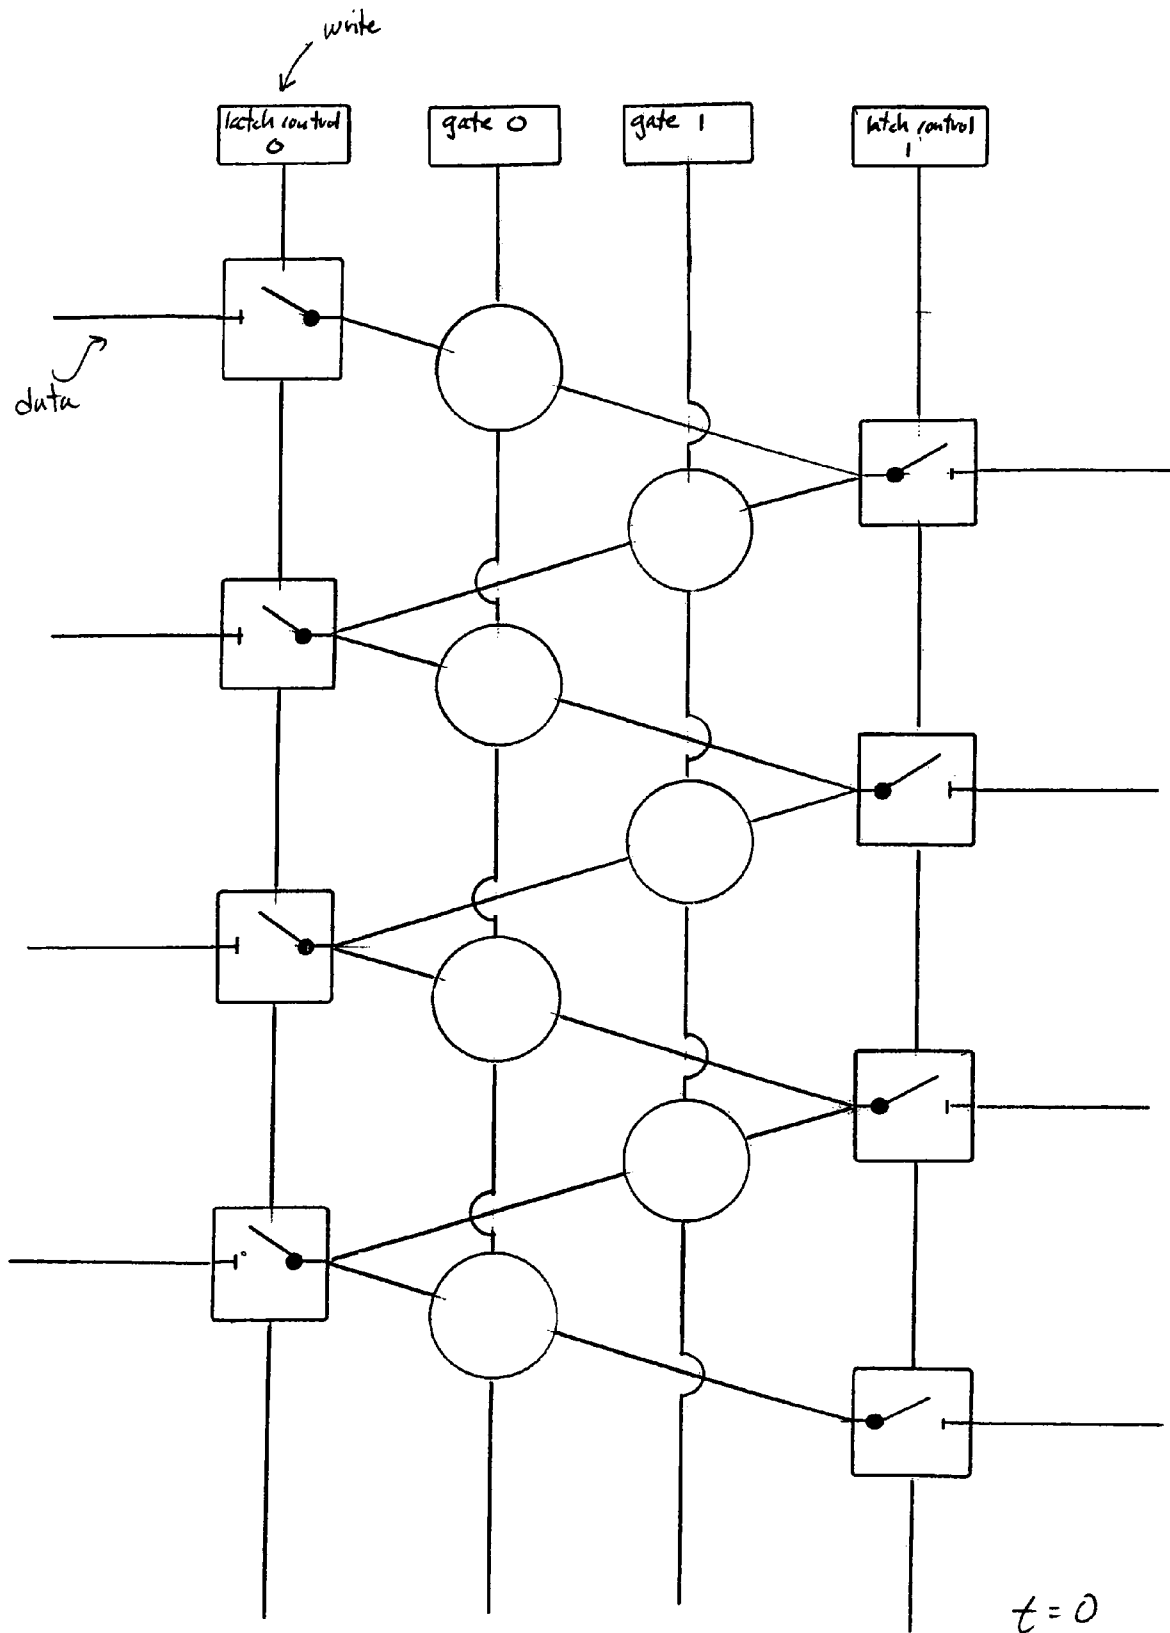 write
latch control
0
gate 0
gate 1
latch control
1
data
t = 0